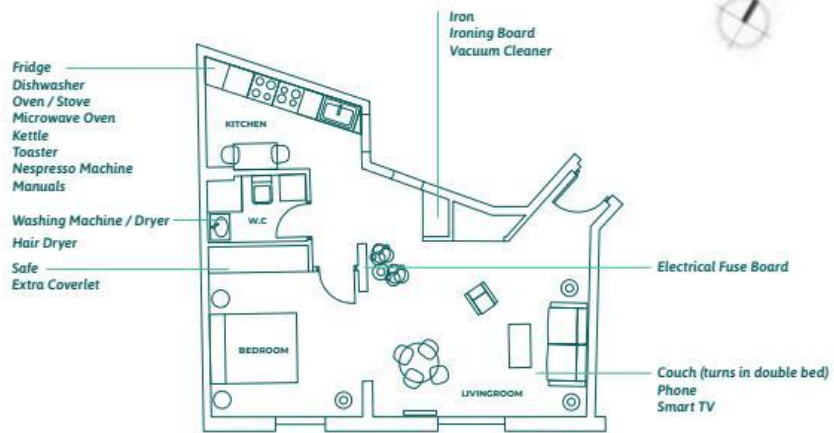 Iron
Ironing Board
Vacuum Cleaner
Fridge
Dishwasher
Oven / Stove
Microwave Oven
Kettle
Toaster
Nespresso Machine
Manuals
KITCHEN
Washing Machine / Dryer
Hair Dryer
W.C
Safe
Extra Coverlet
Electrical Fuse Board
BEDROOM
LIVINGROOM
Couch (turns in double bed)
Phone
Smart TV